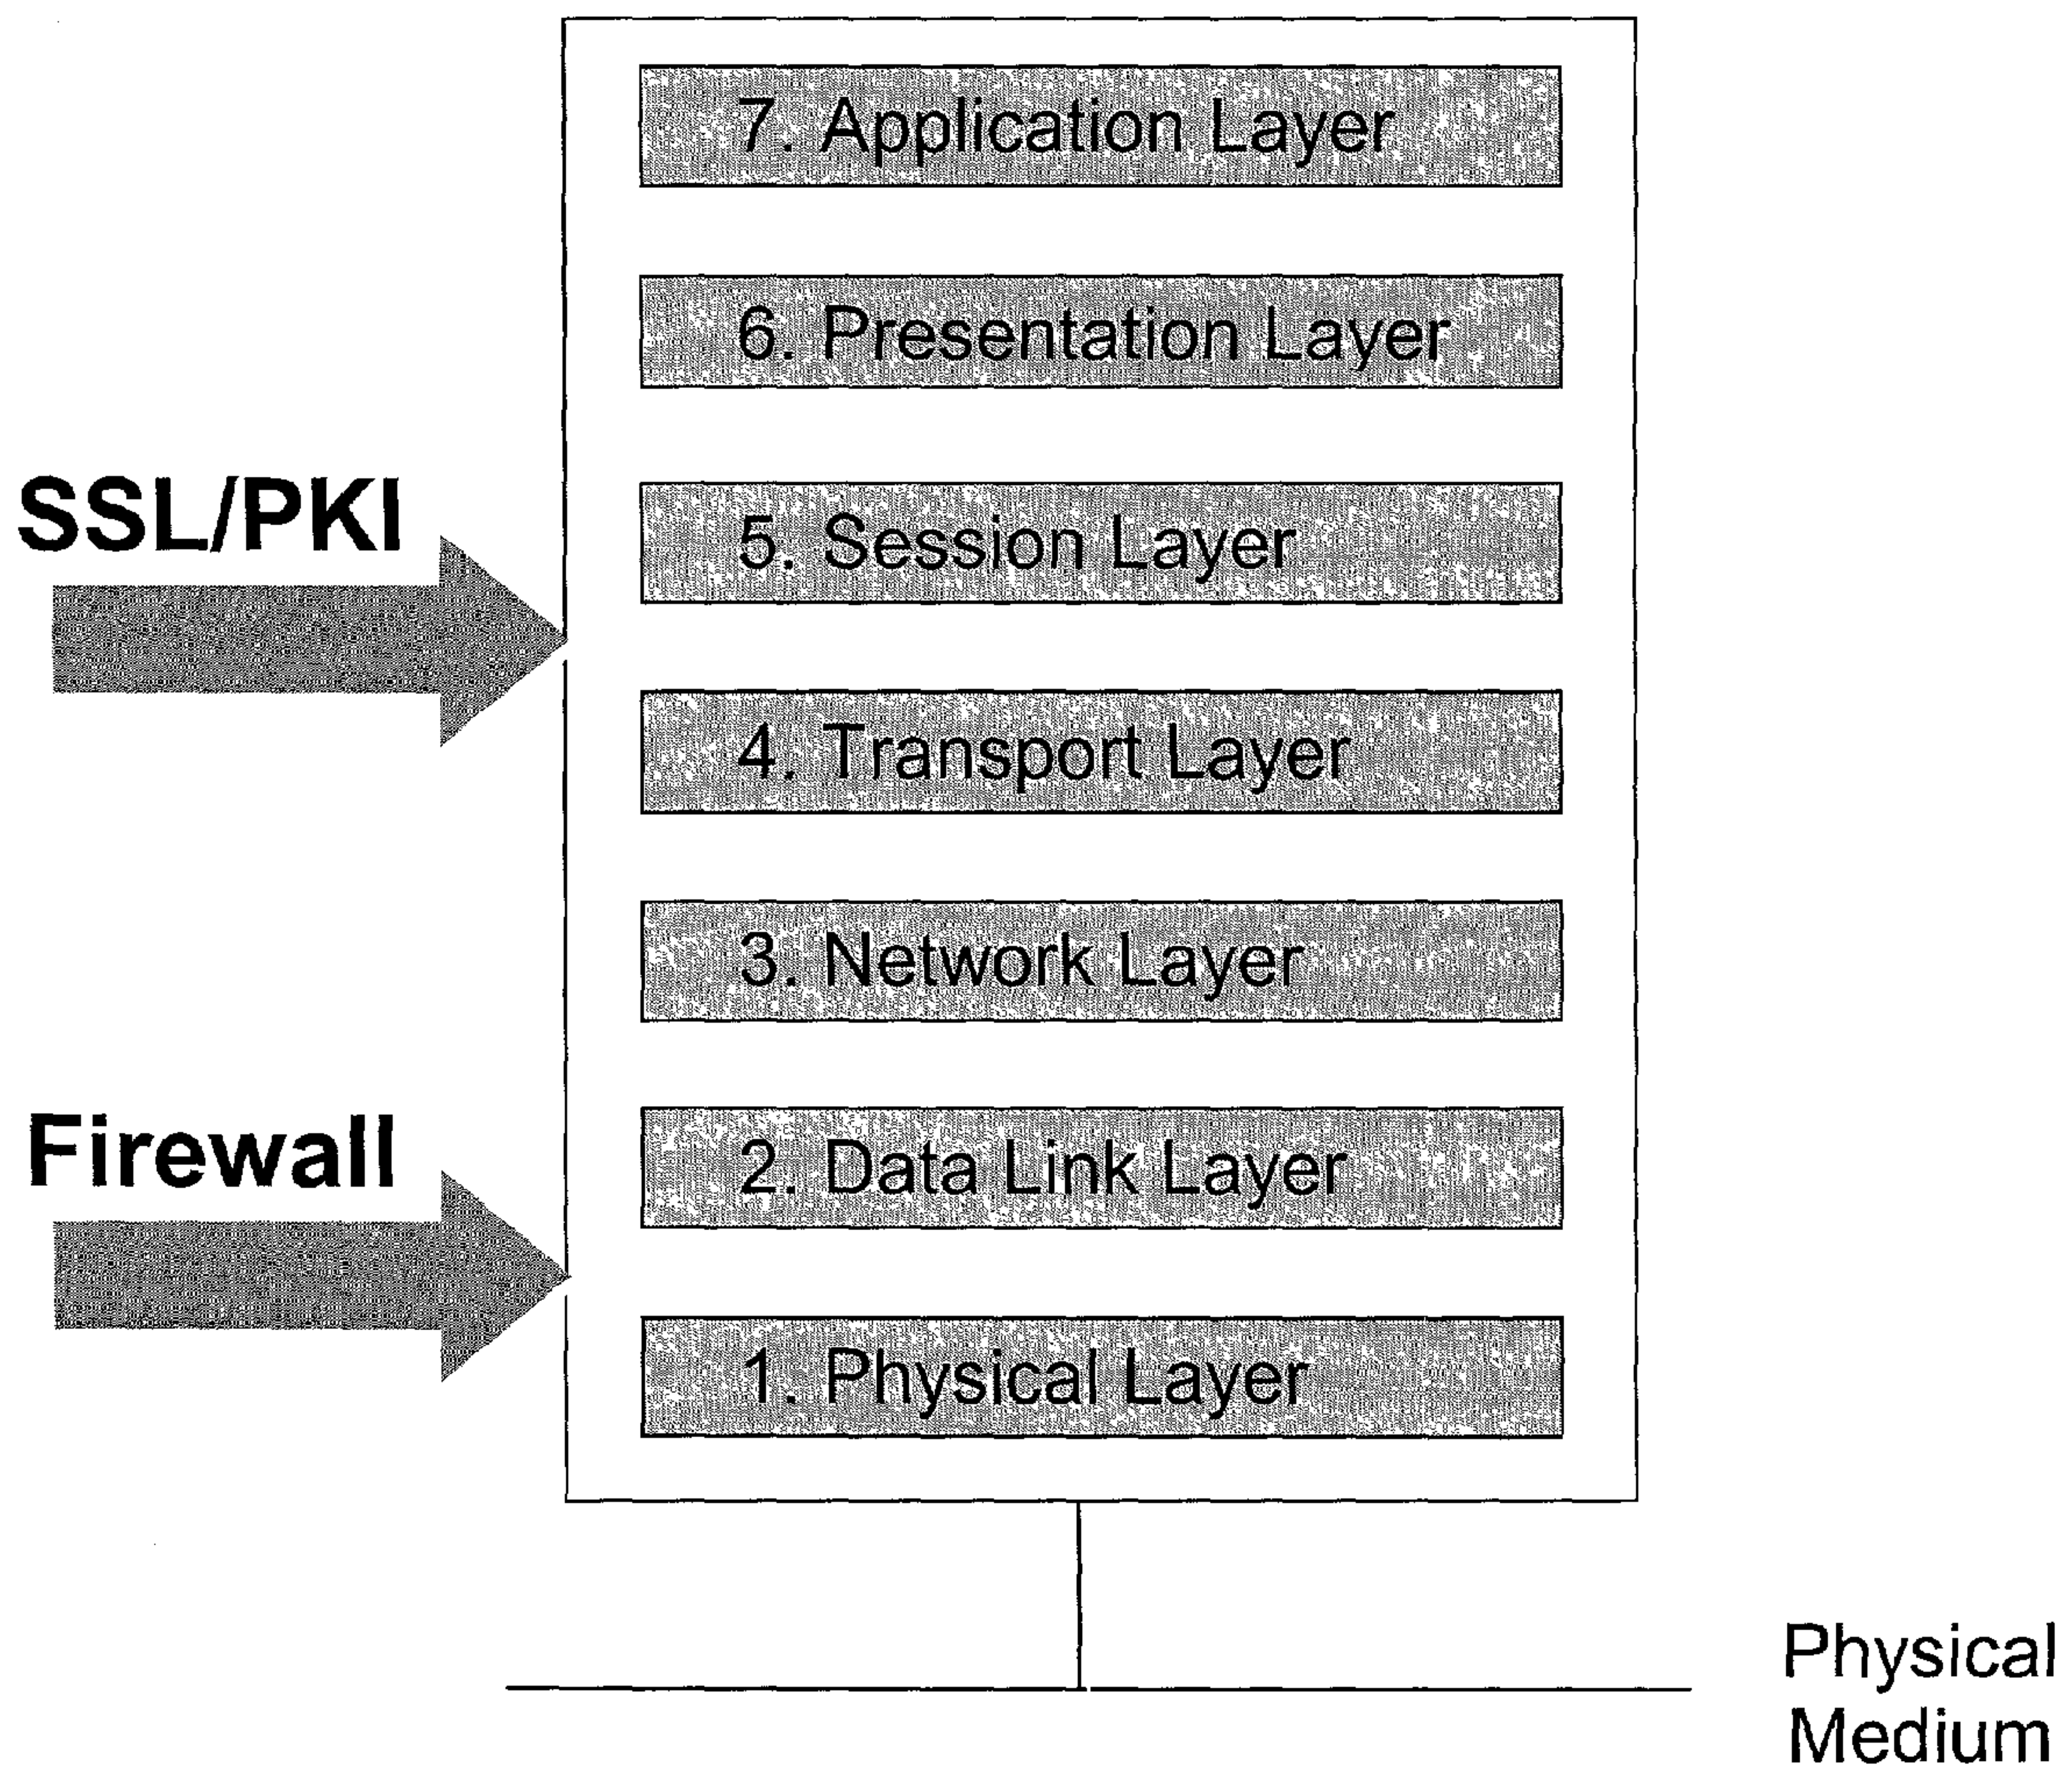 7. Application Layer
6. Presentation Layer
SSL/PKI
5. Session Layer
4. Transport Layer
3. Network Layer
Firewall
2. Data Link Layer
1. Physical Layer
Physical
Medium